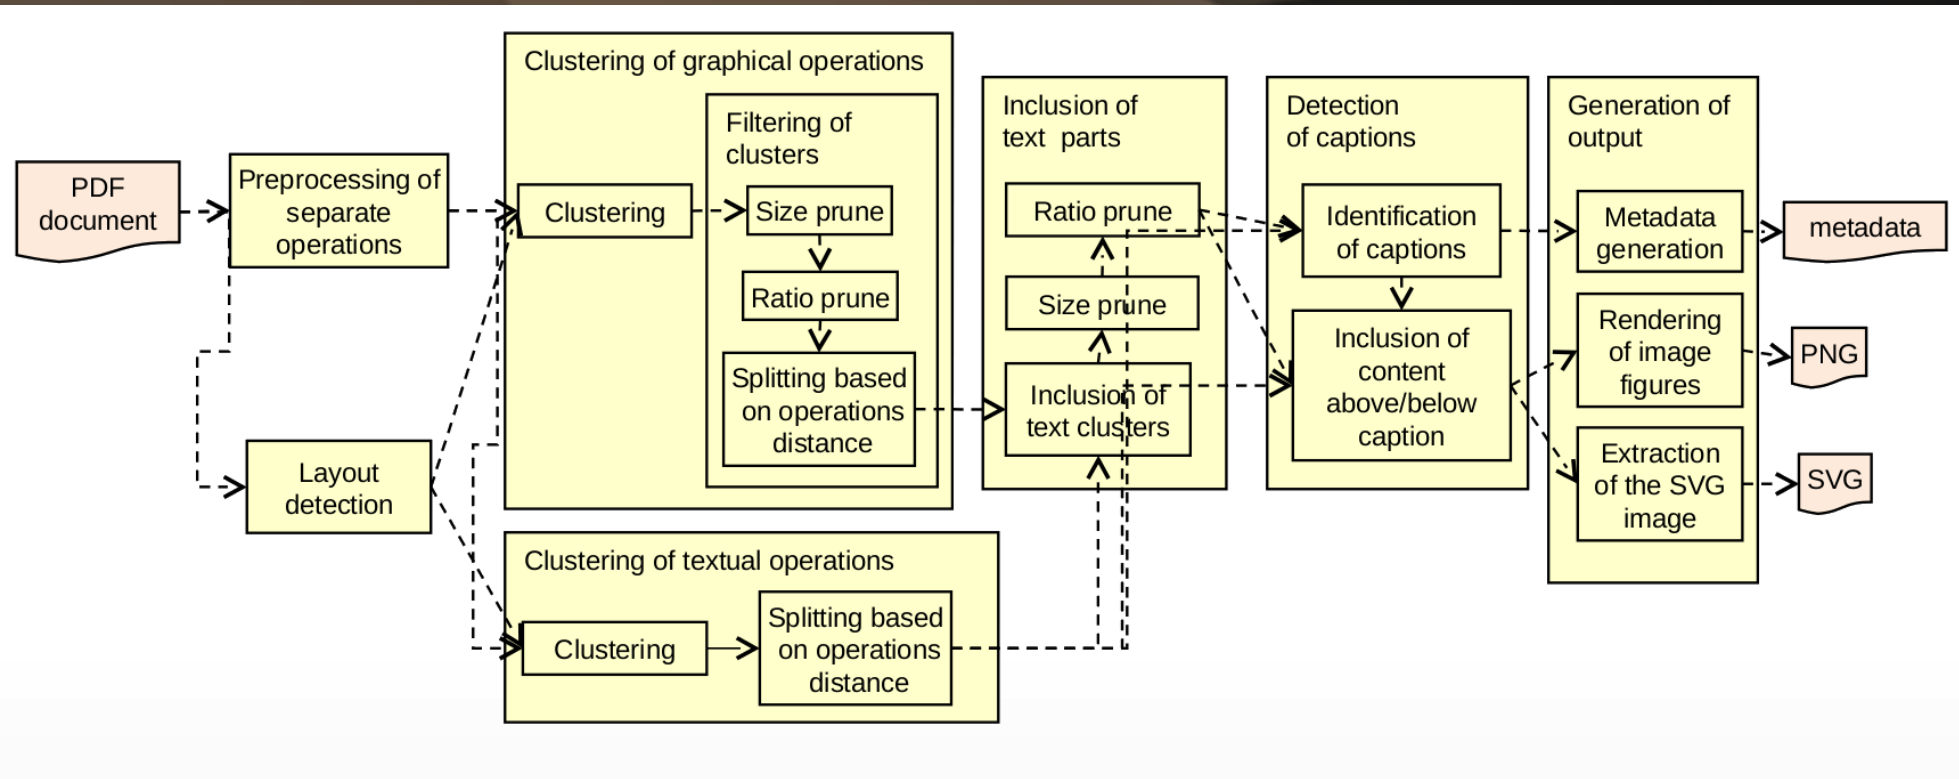 PDF
document
Preprocessing of
separate
operations
Layout
detection
Clustering of graphical operations
Clustering
Filtering of
clusters
Size prune
Ratio prune
Splitting based
on operations
distance
Clustering of textual operations
Clustering
Splitting based
on operations
distance
Inclusion of
text parts
Ratio prune
Size prune
Inclusion of
text clusters
Detection
of captions
Identification
of captions
Inclusion of
content
above/below
caption
Generation of
output
Metadata
generation
Rendering
of image
figures
Extraction
of the SVG
image
metadata
PNG
SVG